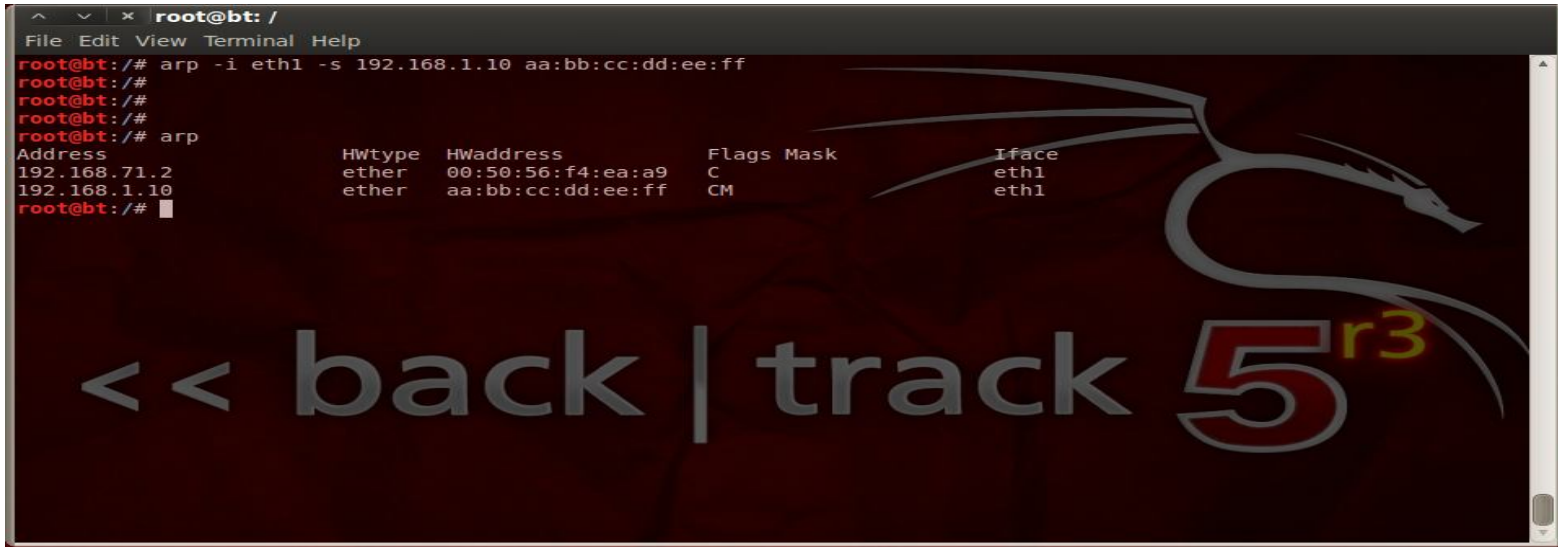 root@bt: /
File Edit View Terminal Help
root@bt:/# arp -i eth1 -s 192.168.1.10 aa:bb:cc:dd:ee:ff
root@bt:/#
root@bt:/#
root@bt:/#
root@bt:/# arp
Address HWtype HWaddress Flags Mask Iface
192.168.71.2 ether 00:50:56:f4:ea:a9 C eth1
192.168.1.10 ether aa:bb:cc:dd:ee:ff CM eth1
root@bt:/#
<< back | track 5 r3